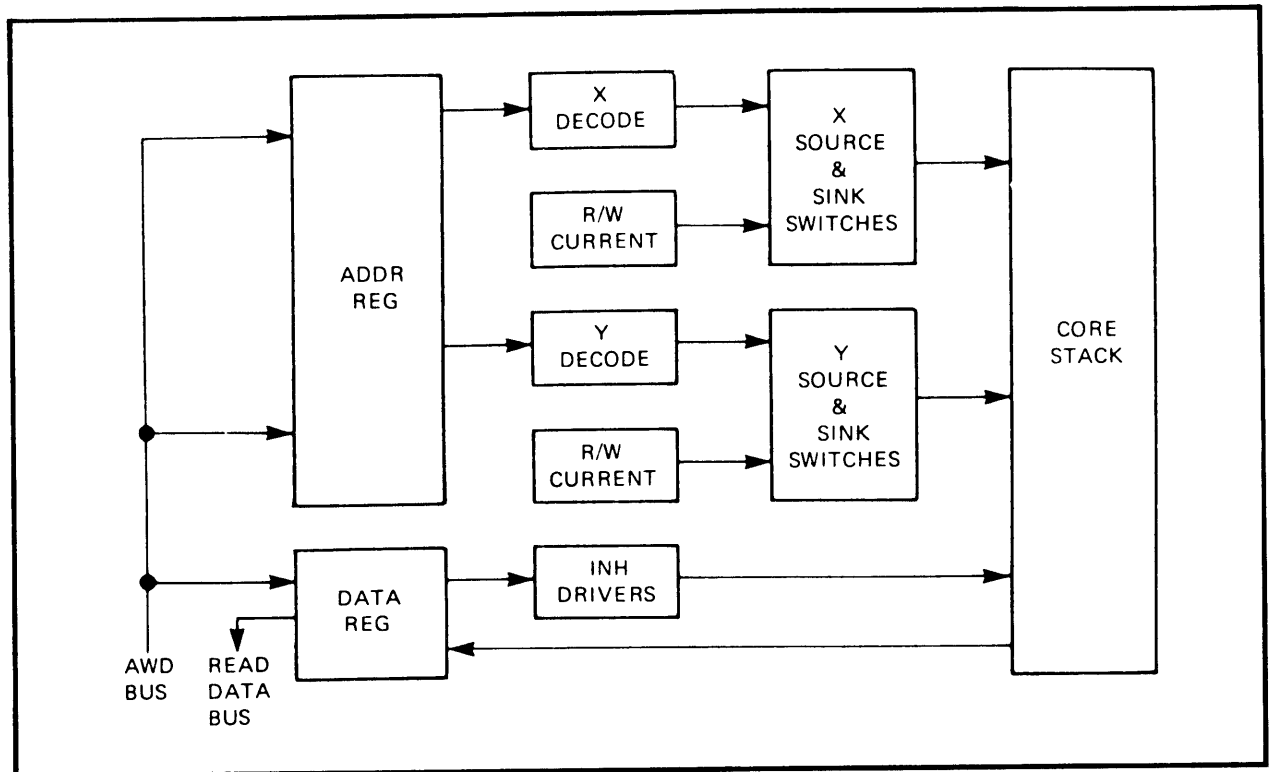 ADDR
REG
X
DECODE
R/W
CURRENT
X
SOURCE
&
SINK
SWITCHES
Y
DECODE
R/W
CURRENT
Y
SOURCE
&
SINK
SWITCHES
CORE
STACK
DATA
REG
INH
DRIVERS
AWD
BUS
READ
DATA
BUS